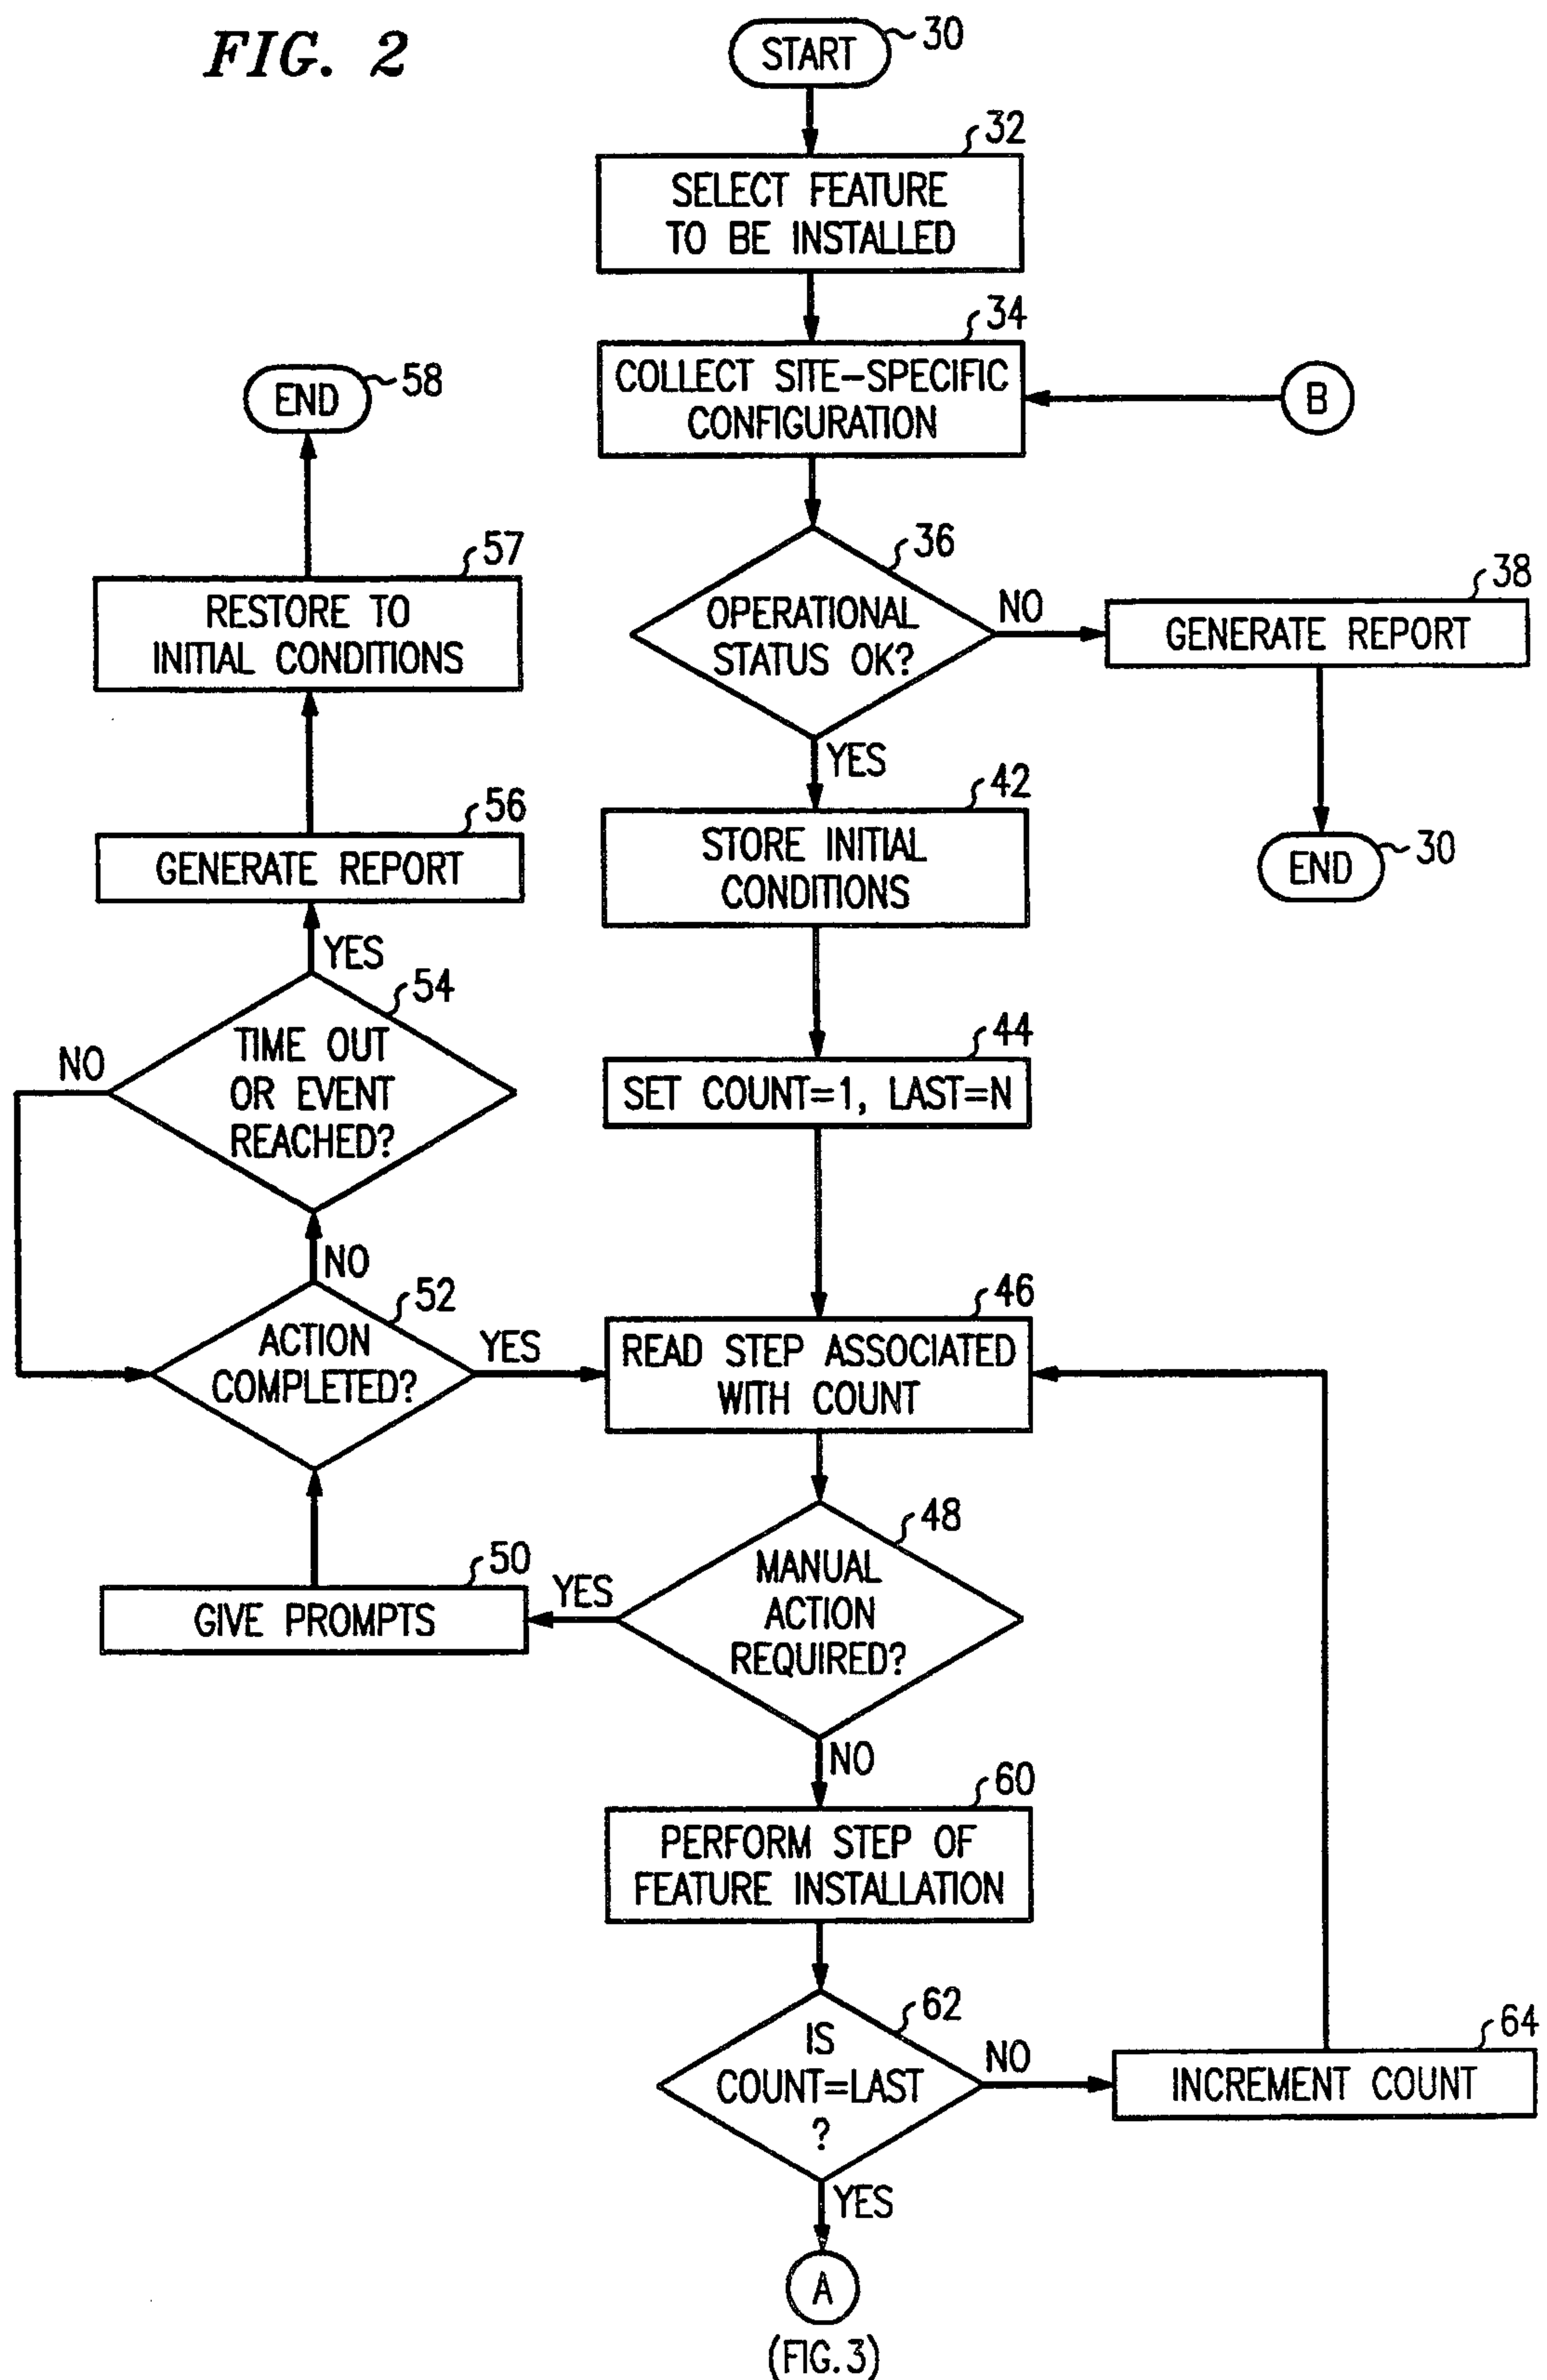 FIG. 2
START
30
32
SELECT FEATURE
TO BE INSTALLED
34
COLLECT SITE-SPECIFIC
CONFIGURATION
B
END
58
36
OPERATIONAL
STATUS OK?
NO
38
GENERATE REPORT
57
RESTORE TO
INITIAL CONDITIONS
YES
42
STORE INITIAL
CONDITIONS
END
30
56
GENERATE REPORT
YES
54
TIME OUT
OR EVENT
REACHED?
NO
44
SET COUNT=1, LAST=N
NO
52
ACTION
COMPLETED?
YES
46
READ STEP ASSOCIATED
WITH COUNT
48
MANUAL
ACTION
REQUIRED?
YES
50
GIVE PROMPTS
NO
60
PERFORM STEP OF
FEATURE INSTALLATION
62
IS
COUNT=LAST
?
NO
64
INCREMENT COUNT
YES
A
(FIG.3)